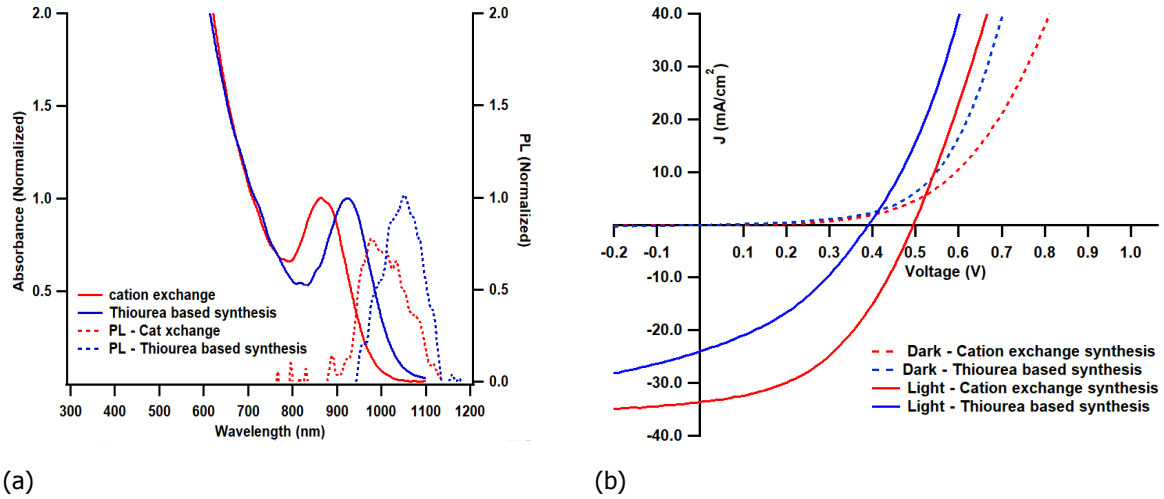 2.0
1.5
1.0
0.5
Absorbance (Normalized)
2.0
1.5
1.0
0.5
0.0
PL (Normalized)
cation exchange
Thiourea based synthesis
PL - Cat xchange
PL - Thiourea based synthesis
300 400 500 600 700 800 900 1000 1100 1200
Wavelength (nm)
(a)
40.0
30.0
20.0
10.0
0.0
-10.0
-20.0
-30.0
-40.0
J (mA/cm²)
-0.2 -0.1 0.1 0.2 0.3 0.4 0.5 0.6 0.7 0.8 0.9 1.0
Voltage (V)
Dark - Cation exchange synthesis
Dark - Thiourea based synthesis
Light - Cation exchange synthesis
Light - Thiourea based synthesis
(b)